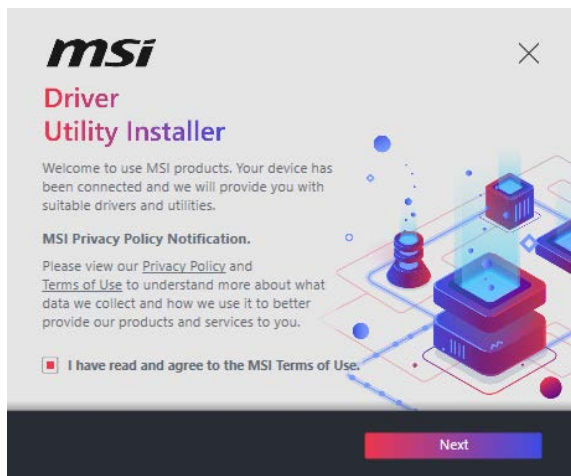 msi
Driver
Utility Installer
Welcome to use MSI products. Your device has
been connected and we will provide you with
suitable drivers and utilities.
MSI Privacy Policy Notification.
Please view our Privacy Policy and
Terms of Use to understand more about what
data we collect and how we use it to better
provide our products and services to you.
I have read and agree to the MSI Terms of Use.
Next